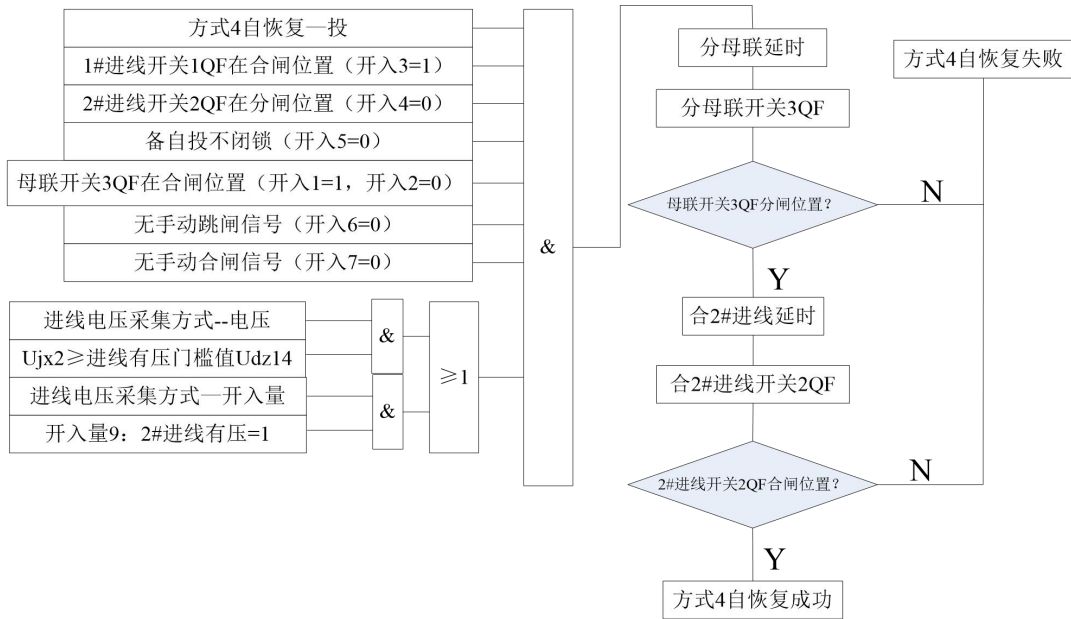 方式4自恢复—投
1#进线开关1QF在合闸位置（开入3=1）
2#进线开关2QF在分闸位置（开入4=0）
备自投不闭锁（开入5=0）
母联开关3QF在合闸位置（开入1=1，开入2=0）
无手动跳闸信号（开入6=0）
无手动合闸信号（开入7=0）
进线电压采集方式--电压
Ujx2≥进线有压门槛值Udz14
&
进线电压采集方式—开入量
开入量9：2#进线有压=1
&
≥1
&
分母联延时
分母联开关3QF
母联开关3QF分闸位置？
N
Y
合2#进线延时
合2#进线开关2QF
2#进线开关2QF合闸位置？
N
Y
方式4自恢复成功
方式4自恢复失败